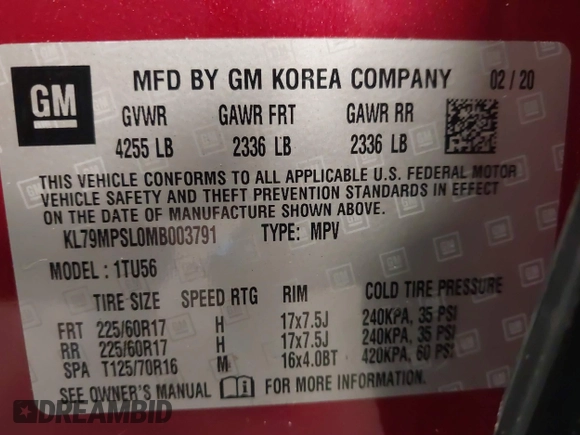 GM
MFD BY GM KOREA COMPANY 02 / 20
GVWR GAWR FRT GAWR RR
4255 LB 2336 LB 2336 LB
THIS VEHICLE CONFORMS TO ALL APPLICABLE U.S. FEDERAL MOTOR
VEHICLE SAFETY AND THEFT PREVENTION STANDARDS IN EFFECT
ON THE DATE OF MANUFACTURE SHOWN ABOVE.
KL79MPSL0MB003791 TYPE: MPV
MODEL : 1TU56
TIRE SIZE SPEED RTG RIM COLD TIRE PRESSURE
FRT 225/60R17 H 17x7.5J 240KPA, 35 PSI
RR 225/60R17 H 17x7.5J 240KPA, 35 PSI
SPA T125/70R16 M 16x4.0BT 420KPA, 60 PSI
SEE OWNER'S MANUAL FOR MORE INFORMATION
DREAMBID